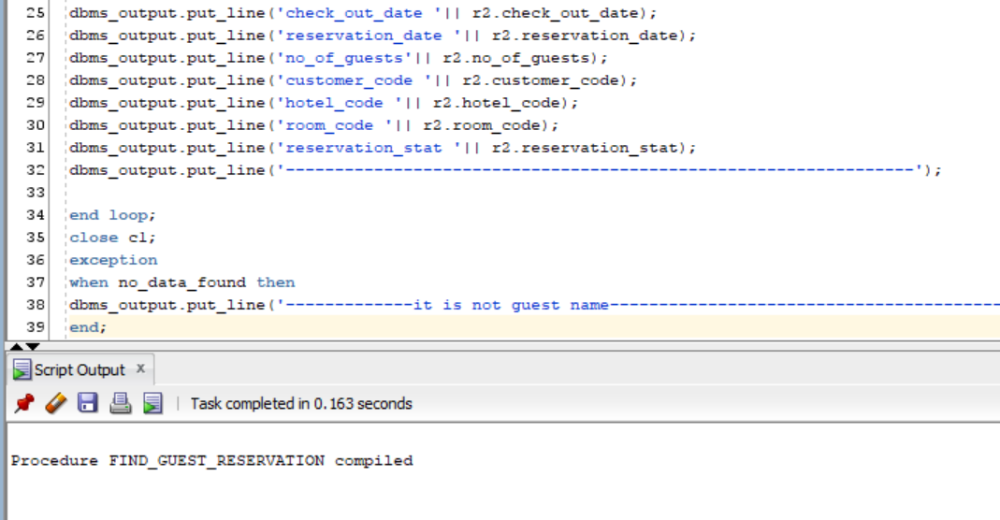 25 dbms_output.put_line('check_out_date '|| r2.check_out_date);
26 dbms_output.put_line('reservation_date '|| r2.reservation_date);
27 dbms_output.put_line('no_of_guests'|| r2.no_of_guests);
28 dbms_output.put_line('customer_code '|| r2.customer_code);
29 dbms_output.put_line('hotel_code '|| r2.hotel_code);
30 dbms_output.put_line('room_code '|| r2.room_code);
31 dbms_output.put_line('reservation_stat '|| r2.reservation_stat);
32 dbms_output.put_line('----------------------------------------------------------------');
33
34 end loop;
35 close c1;
36 exception
37 when no_data_found then
38 dbms_output.put_line('-------------it is not guest name----------------------------------------
39 end;
Script Output x
Task completed in 0.163 seconds
Procedure FIND_GUEST_RESERVATION compiled